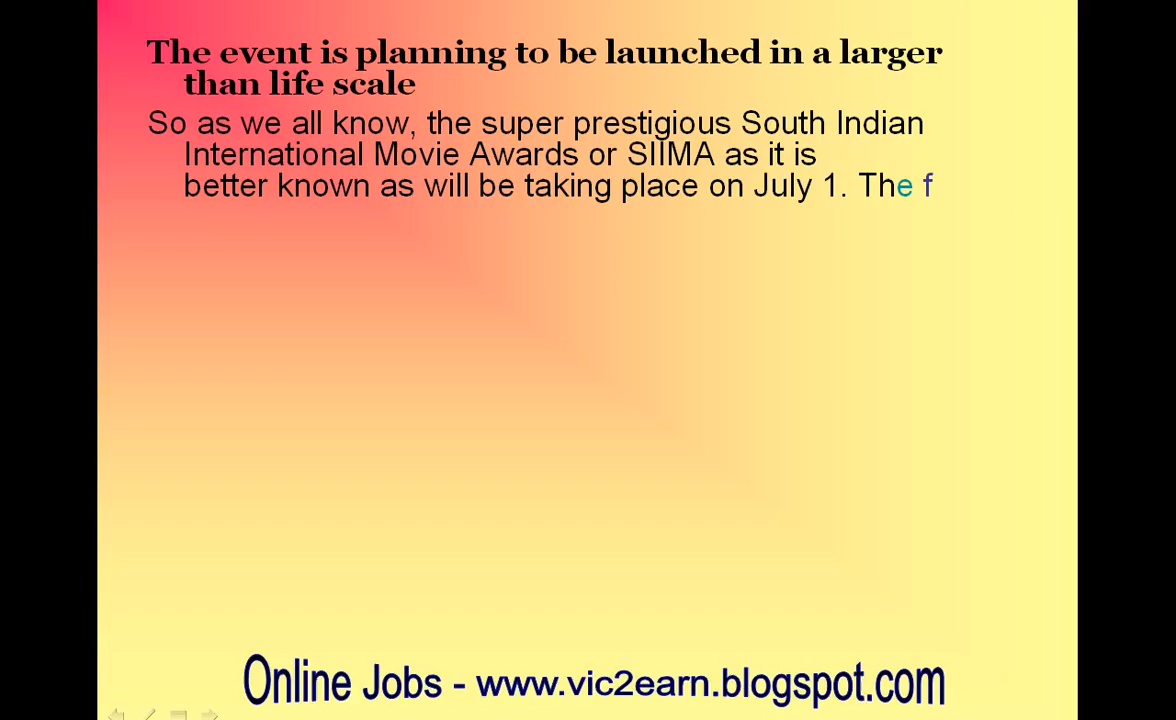 The event is planning to be launched in a larger
than life scale
So as we all know, the super prestigious South Indian
International Movie Awards or SIIMA as it is
better known as will be taking place on July 1. The f
Online Jobs - www.vic2earn.blogspot.com